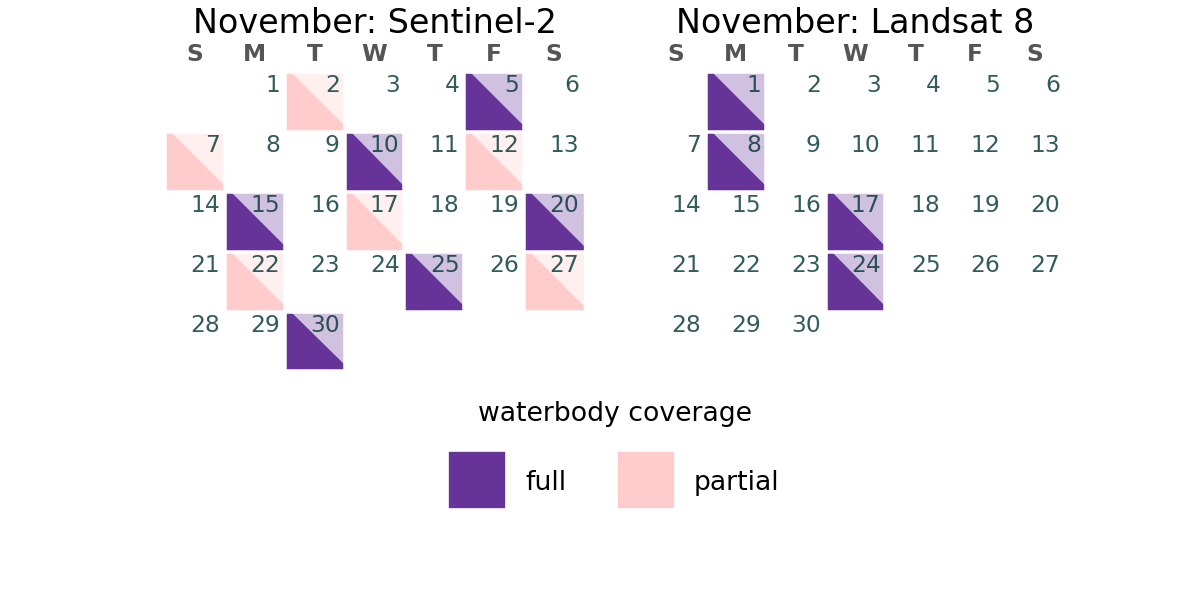 November: Sentinel-2
S M T W T F S
1 2 3 4 5 6
7 8 9 10 11 12 13
14 15 16 17 18 19 20
21 22 23 24 25 26 27
28 29 30
November: Landsat 8
S M T W T F S
1 2 3 4 5 6
7 8 9 10 11 12 13
14 15 16 17 18 19 20
21 22 23 24 25 26 27
28 29 30
waterbody coverage
full
partial